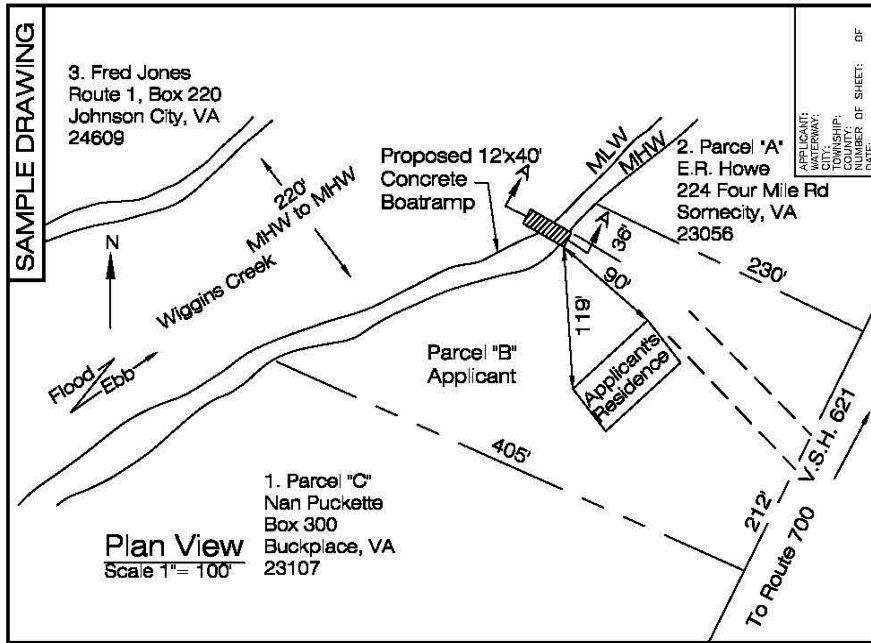 SAMPLE DRAWING
3. Fred Jones
Route 1, Box 220
Johnson City, VA
24609
APPLICANT:
WATERWAY:
CITY:
TOWNSHIP:
COUNTY:
NUMBER OF SHEET: OF
DATE:
Proposed 12'x40'
Concrete
Boatramp
A
MLW
MHW
2. Parcel "A"
E.R. Howe
224 Four Mile Rd
Somecity, VA
23056
220'
MHW to MHW
N
Wiggins Creek
A
36'
90'
230'
119'
Flood
Ebb
Parcel "B"
Applicant
Applicant's
Residence
405'
V.S.H. 621
212'
To Route 700
1. Parcel "C"
Nan Puckette
Box 300
Buckplace, VA
23107
Plan View
Scale 1"= 100'